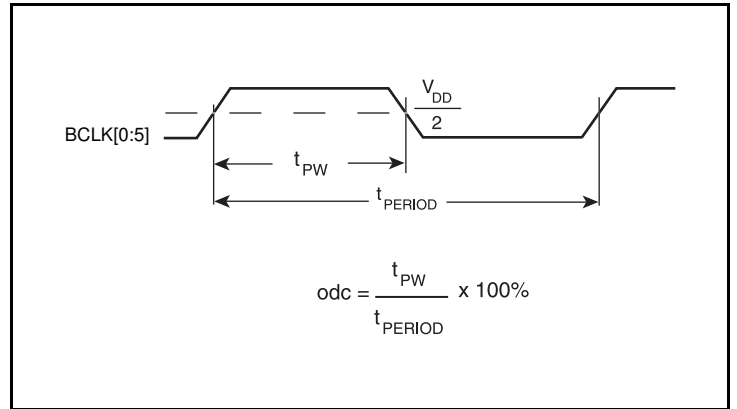 V_DD
2
BCLK[0:5]
t_PW
t_PERIOD
odc = t_PW / t_PERIOD x 100%